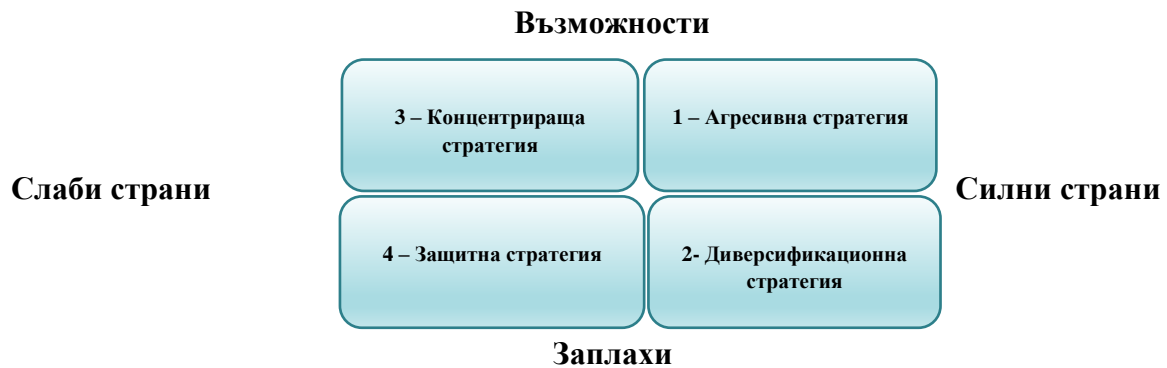 Възможности
3 – Концентрираща
стратегия
1 – Агресивна стратегия
Слаби страни
Силни страни
4 – Защитна стратегия
2- Диверсификационна
стратегия
Заплахи